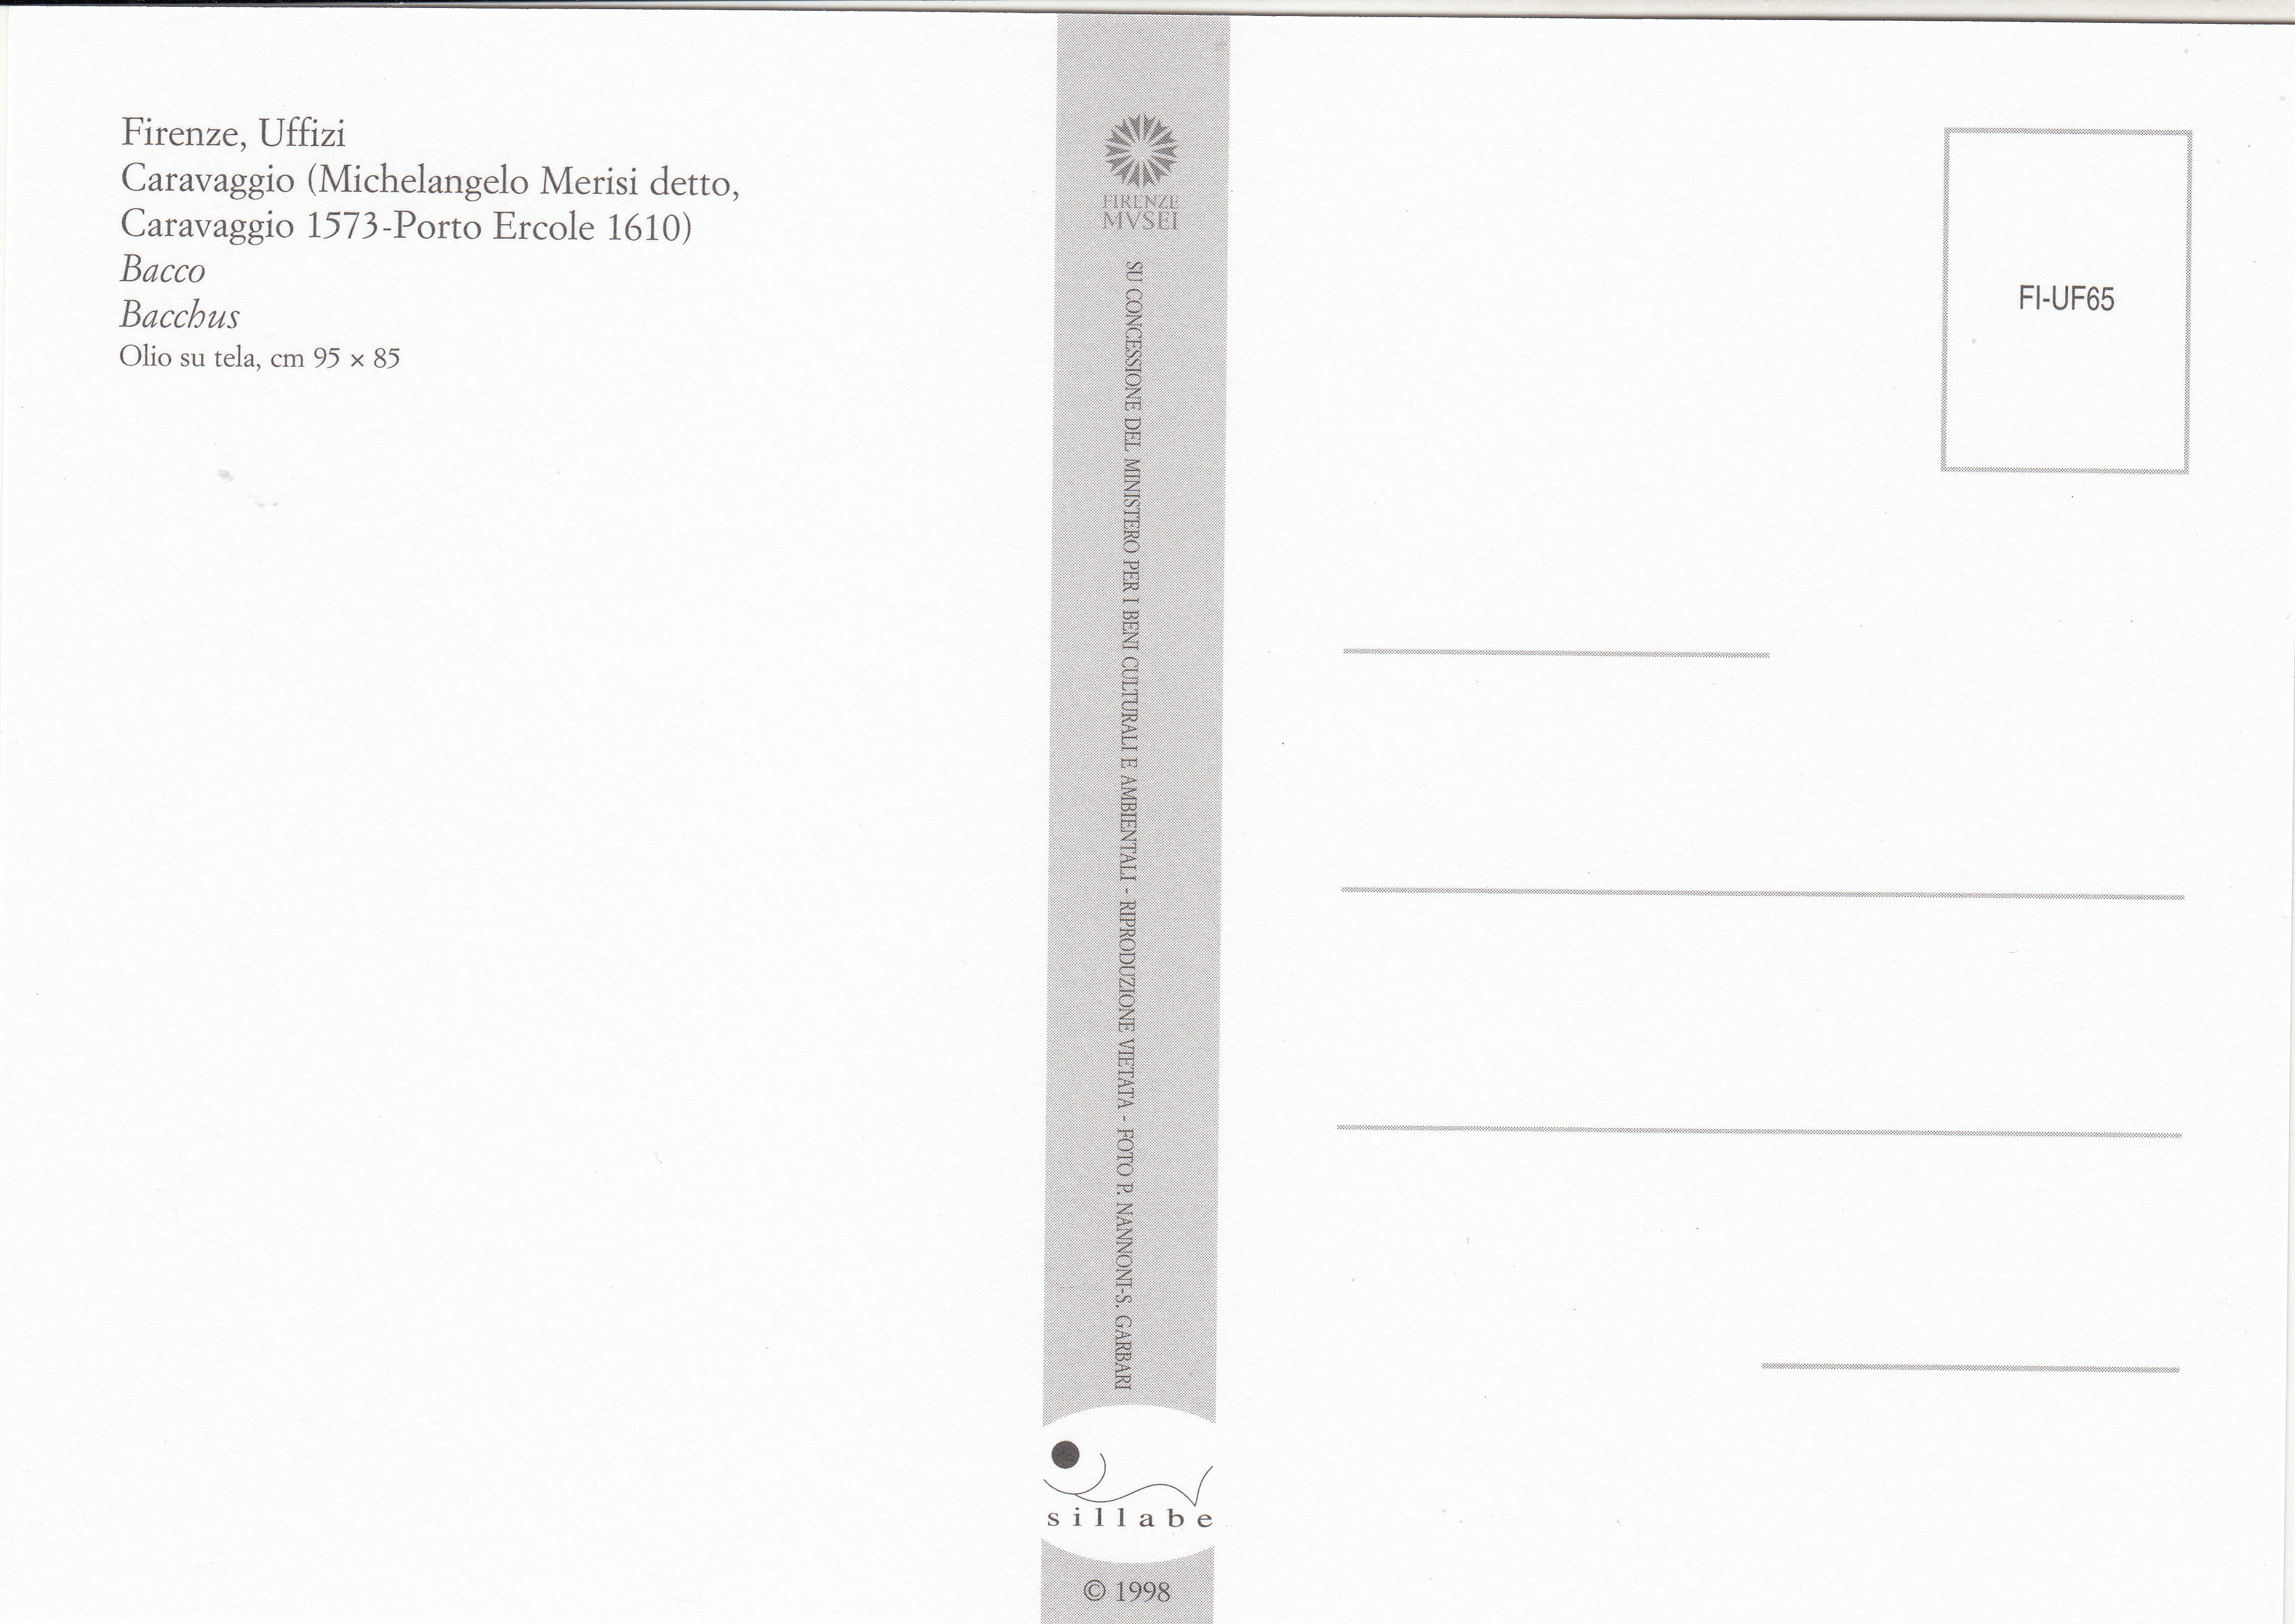 Firenze, Uffizi
Caravaggio (Michelangelo Merisi detto,
Caravaggio 1573-Porto Ercole 1610)
Bacco
Bacchus
Olio su tela, cm 95 × 85
FIRENZE
MVSEI
SU CONCESSIONE DEL MINISTERO PER I BENI CULTURALI E AMBIENTALI - RIPRODUZIONE VIETATA - FOTO P. NANNONI-S. GARBARI
sillabe
© 1998
FI-UF65